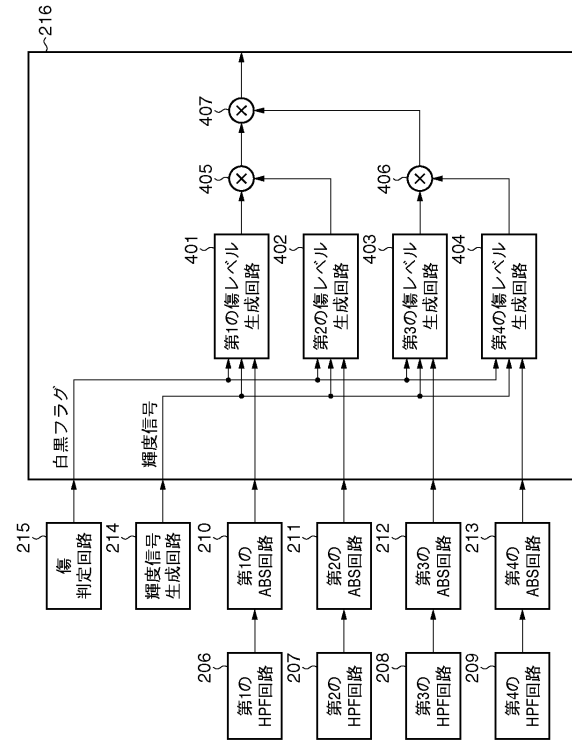 216
白黒フラグ
輝度信号
215
傷
判定回路
214
輝度信号
生成回路
206
第1の
HPF回路
210
第1の
ABS回路
401
第1の傷レベル
生成回路
405
407
207
第2の
HPF回路
211
第2の
ABS回路
402
第2の傷レベル
生成回路
208
第3の
HPF回路
212
第3の
ABS回路
403
第3の傷レベル
生成回路
406
209
第4の
HPF回路
213
第4の
ABS回路
404
第4の傷レベル
生成回路